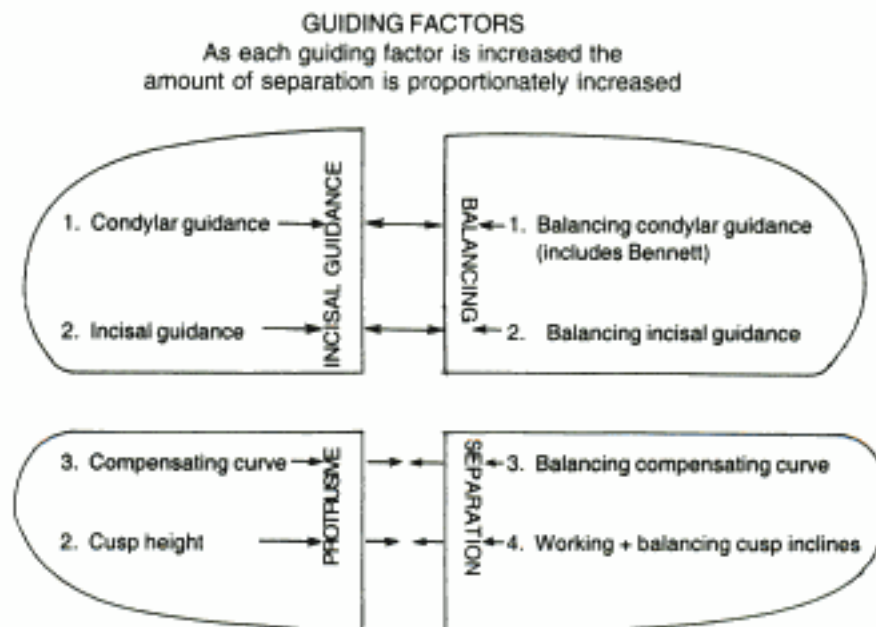 GUIDING FACTORS
As each guiding factor is increased the
amount of separation is proportionately increased
1. Condylar guidance
INCISAL GUIDANCE
2. Incisal guidance
BALANCING
1. Balancing condylar guidance
(includes Bennett)
2. Balancing incisal guidance
3. Compensating curve
PROTRUSIVE
2. Cusp height
SEPARATION
3. Balancing compensating curve
4. Working + balancing cusp inclines